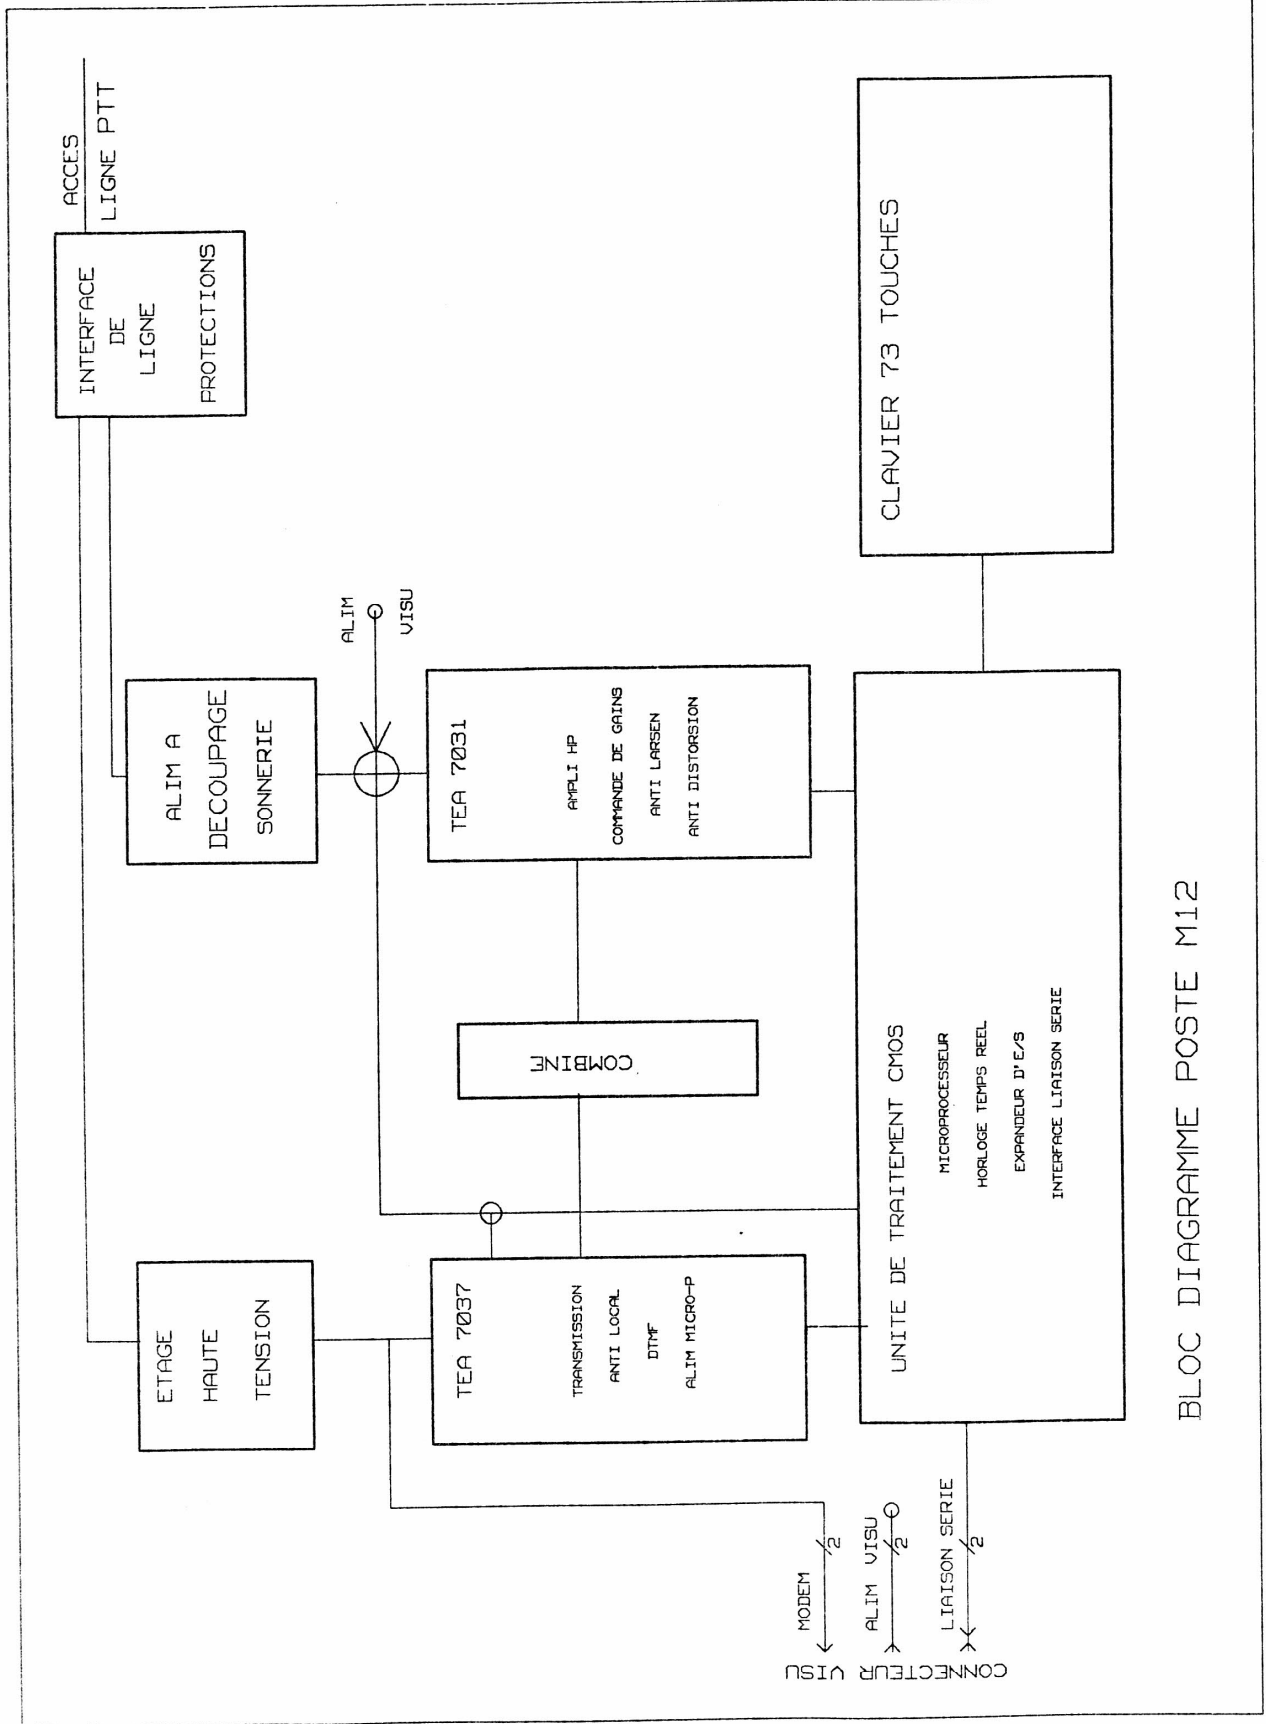 ACCES
LIGNE PTT
INTERFACE
DE
LIGNE
PROTECTIONS
ETAGE
HAUTE
TENSION
ALIM A
DECOUPAGE
SONNERIE
ALIM
VISU
TEA 7037
TRANSMISSION
ANTI LOCAL
DTMF
ALIM MICRO-P
COMBINE
TEA 7031
AMPLI HP
COMMANDE DE GAINS
ANTI LARSEN
ANTI DISTORSION
CONNECTEUR VISU
MODEM
2
ALIM VISU
2
LIAISON SERIE
2
UNITE DE TRAITEMENT CMOS
MICROPROCESSEUR
HORLOGE TEMPS REEL
EXPANDEUR D'E/S
INTERFACE LIAISON SERIE
CLAVIER 73 TOUCHES
BLOC DIAGRAMME POSTE M12